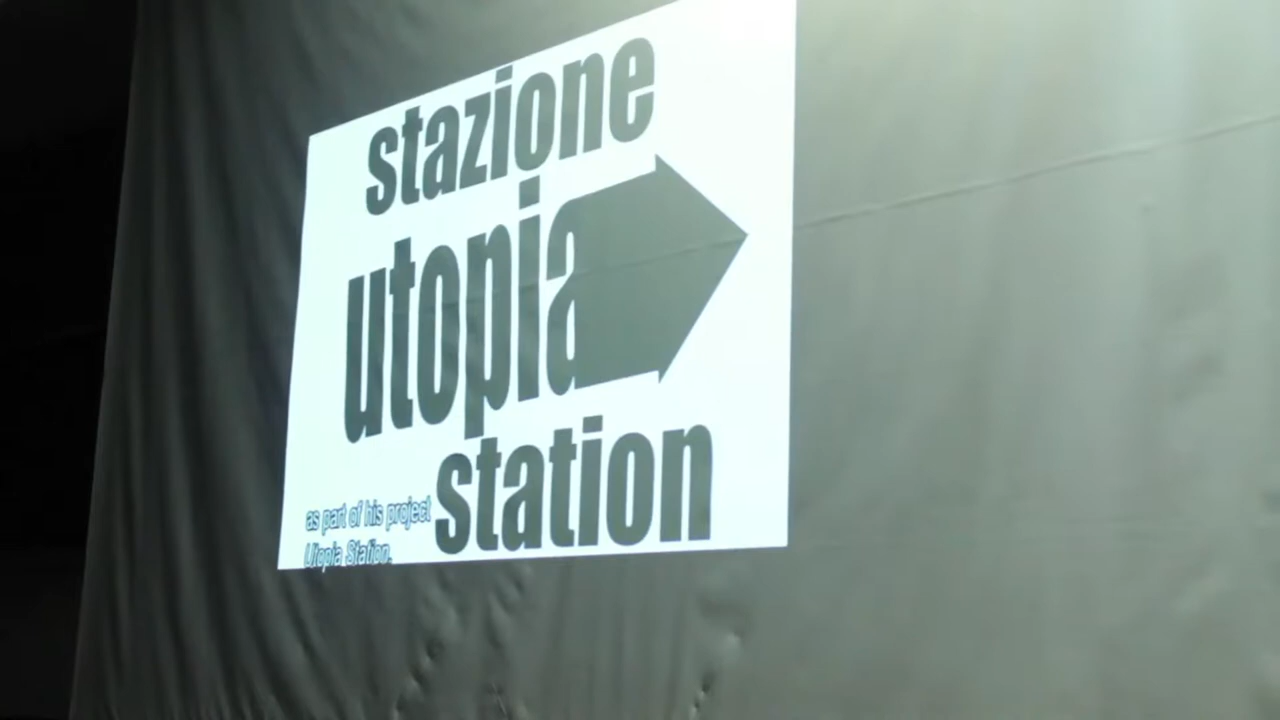 stazione
utopia
station
as part of his project
Utopia Station.